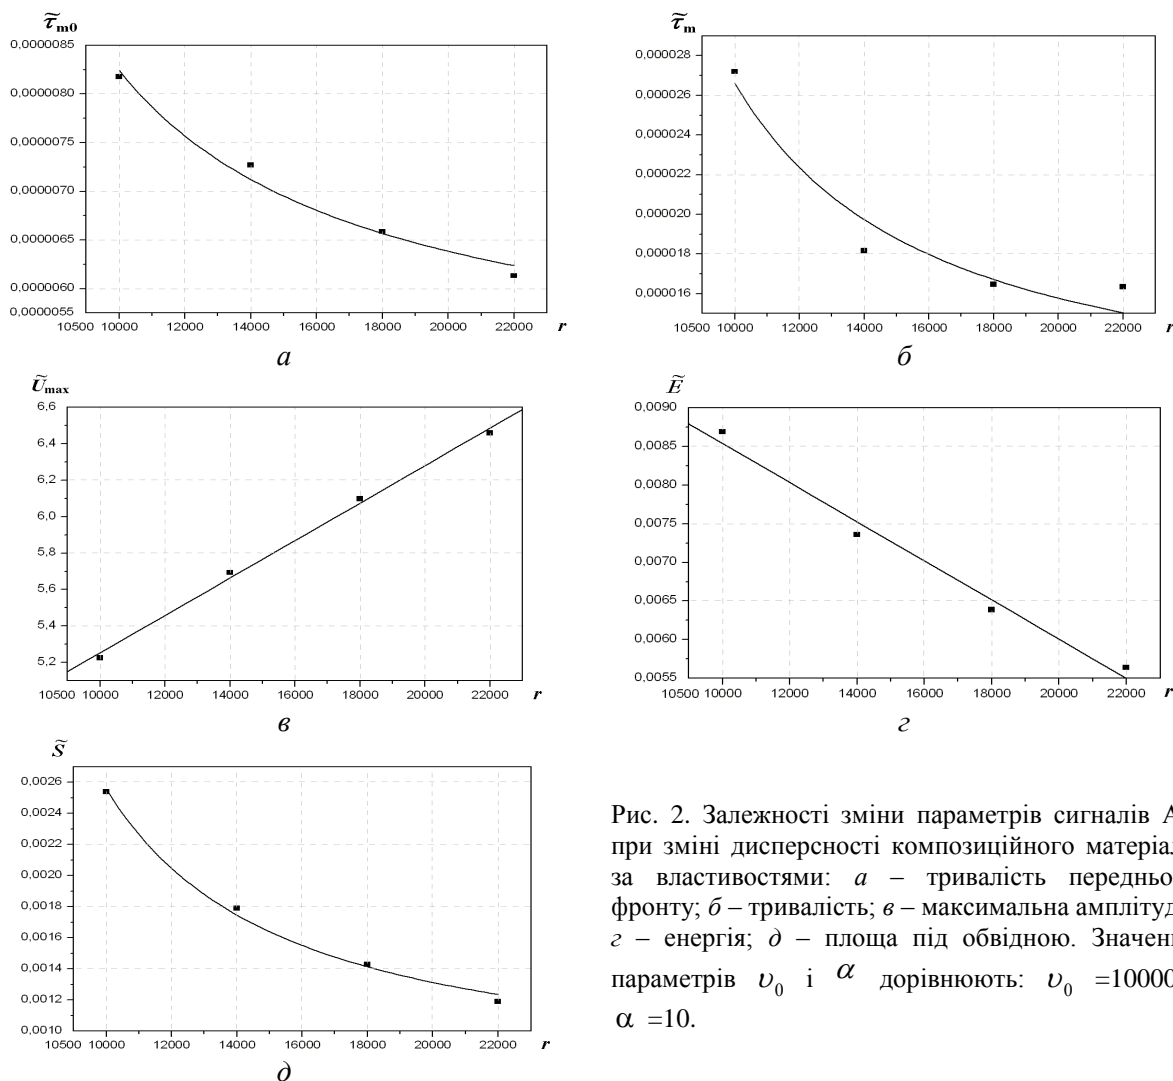 τ̃m0
0,0000085
0,0000080
0,0000075
0,0000070
0,0000065
0,0000060
0,0000055
10500 10000 12000 14000 16000 18000 20000 22000 r
а
τ̃m
0,000028
0,000026
0,000024
0,000022
0,000020
0,000018
0,000016
10500 10000 12000 14000 16000 18000 20000 22000 r
б
Ũmax
6,6
6,4
6,2
6,0
5,8
5,6
5,4
5,2
10500 10000 12000 14000 16000 18000 20000 22000 r
в
Ẽ
0,0090
0,0085
0,0080
0,0075
0,0070
0,0065
0,0060
0,0055
10500 10000 12000 14000 16000 18000 20000 22000 r
г
S̃
0,0026
0,0024
0,0022
0,0020
0,0018
0,0016
0,0014
0,0012
0,0010
10500 10000 12000 14000 16000 18000 20000 22000 r
д
Рис. 2. Залежності зміни параметрів сигналів А
при зміні дисперсності композиційного матеріал
за властивостями: а – тривалість передньо
фронту; б – тривалість; в – максимальна амплітуд
г – енергія; д – площа під обвідною. Значен
параметрів υ0 і α дорівнюють: υ0 =10000
α =10.